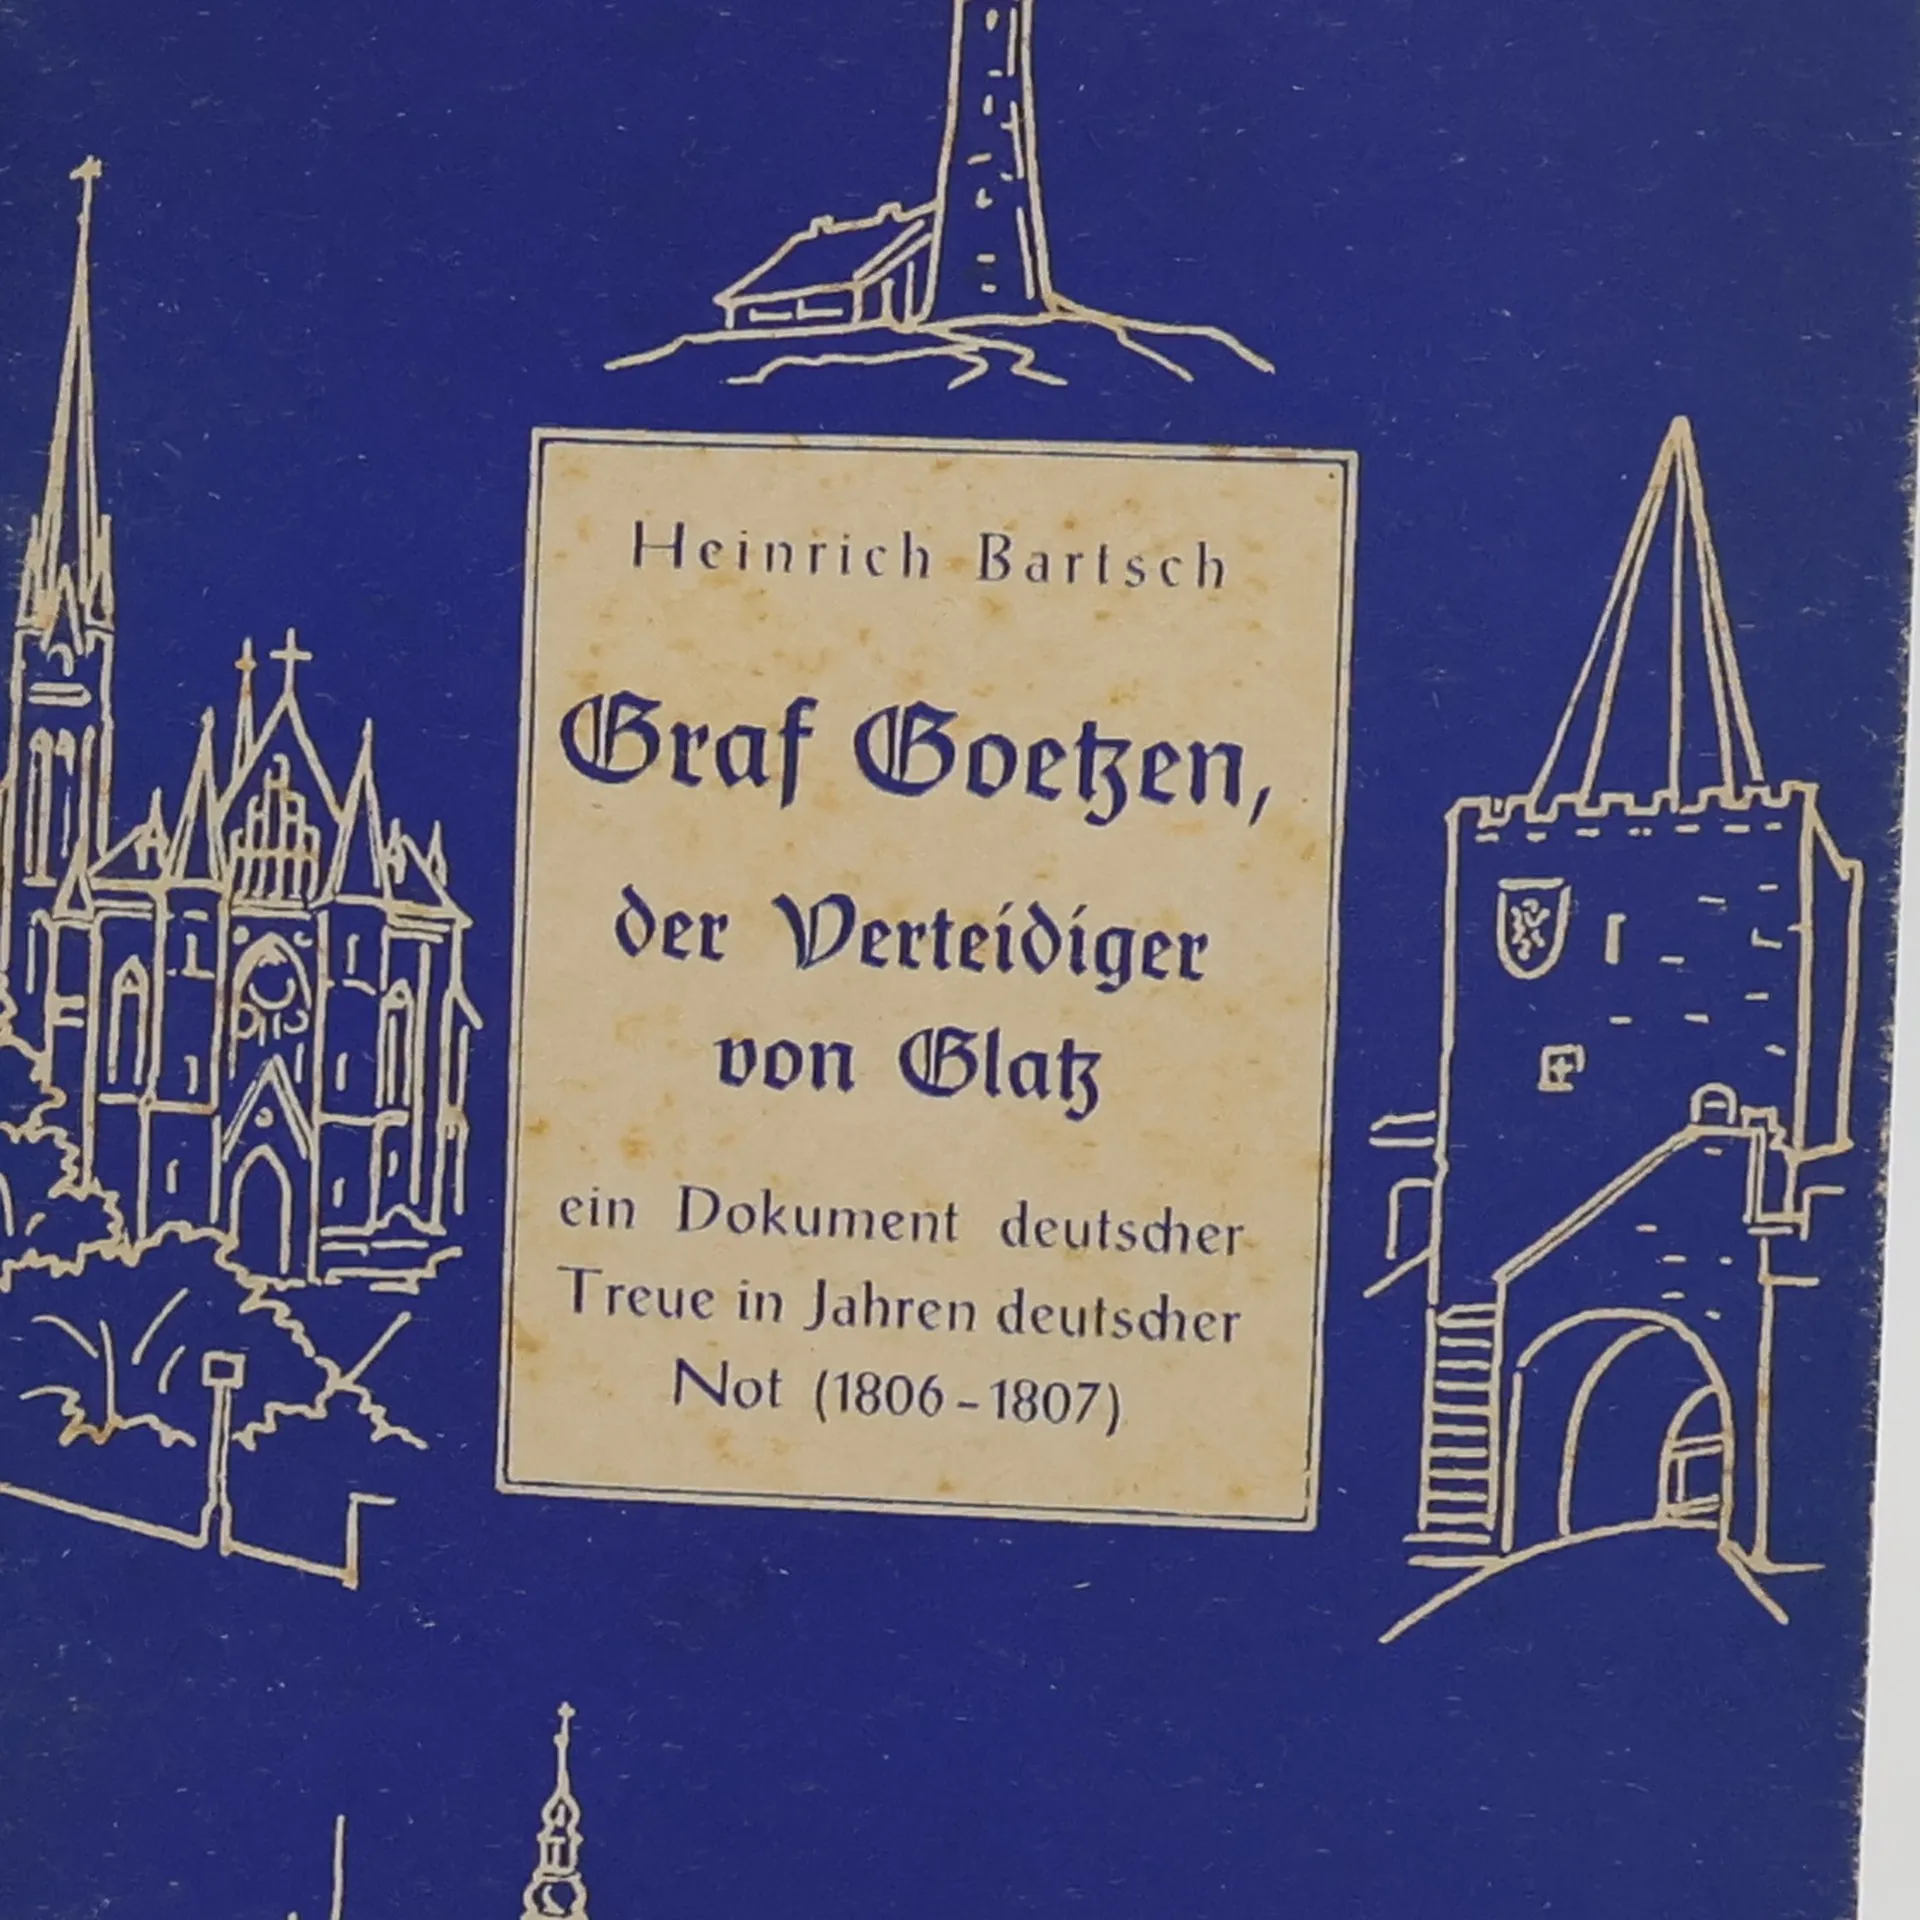 Heinrich Bartsch
Graf Goetzen,
der Verteidiger
von Glatz
ein Dokument deutscher
Treue in Jahren deutscher
Not (1806-1807)